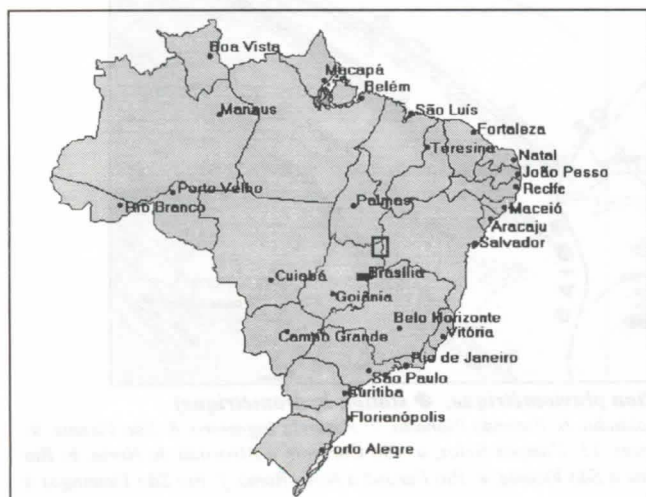 Boa Vista
Macapá
Belém
Manaus
São Luís
Fortaleza
Teresina
Natal
João Pesso
Porto Velho
Recife
Rio Branco
Palmas
Maceió
Aracaju
Salvador
Cuiabá
Brasília
Goiânia
Belo Horizonte
Vitória
Campo Grande
Rio de Janeiro
São Paulo
Curitiba
Florianópolis
Porto Alegre